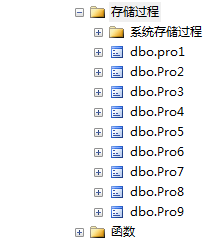 存储过程
系统存储过程
dbo.pro1
dbo.Pro2
dbo.Pro3
dbo.Pro4
dbo.Pro5
dbo.Pro6
dbo.Pro7
dbo.Pro8
dbo.Pro9
函数